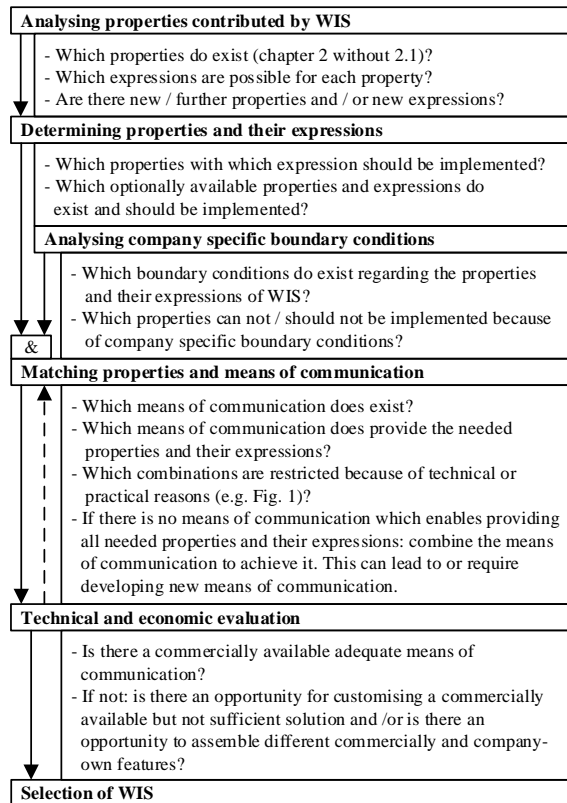 Analysing properties contributed by WIS
- Which properties do exist (chapter 2 without 2.1)?
- Which expressions are possible for each property?
- Are there new / further properties and / or new expressions?
Determining properties and their expressions
- Which properties with which expression should be implemented?
- Which optionally available properties and expressions do
exist and should be implemented?
Analysing company specific boundary conditions
- Which boundary conditions do exist regarding the properties
and their expressions of WIS?
- Which properties can not / should not be implemented because
of company specific boundary conditions?
&
Matching properties and means of communication
- Which means of communication does exist?
- Which means of communication does provide the needed
properties and their expressions?
- Which combinations are restricted because of technical or
practical reasons (e.g. Fig. 1)?
- If there is no means of communication which enables providing
all needed properties and their expressions: combine the means
of communication to achieve it. This can lead to or require
developing new means of communication.
Technical and economic evaluation
- Is there a commercially available adequate means of
communication?
- If not: is there an opportunity for customising a commercially
available but not sufficient solution and /or is there an
opportunity to assemble different commercially and company-
own features?
Selection of WIS